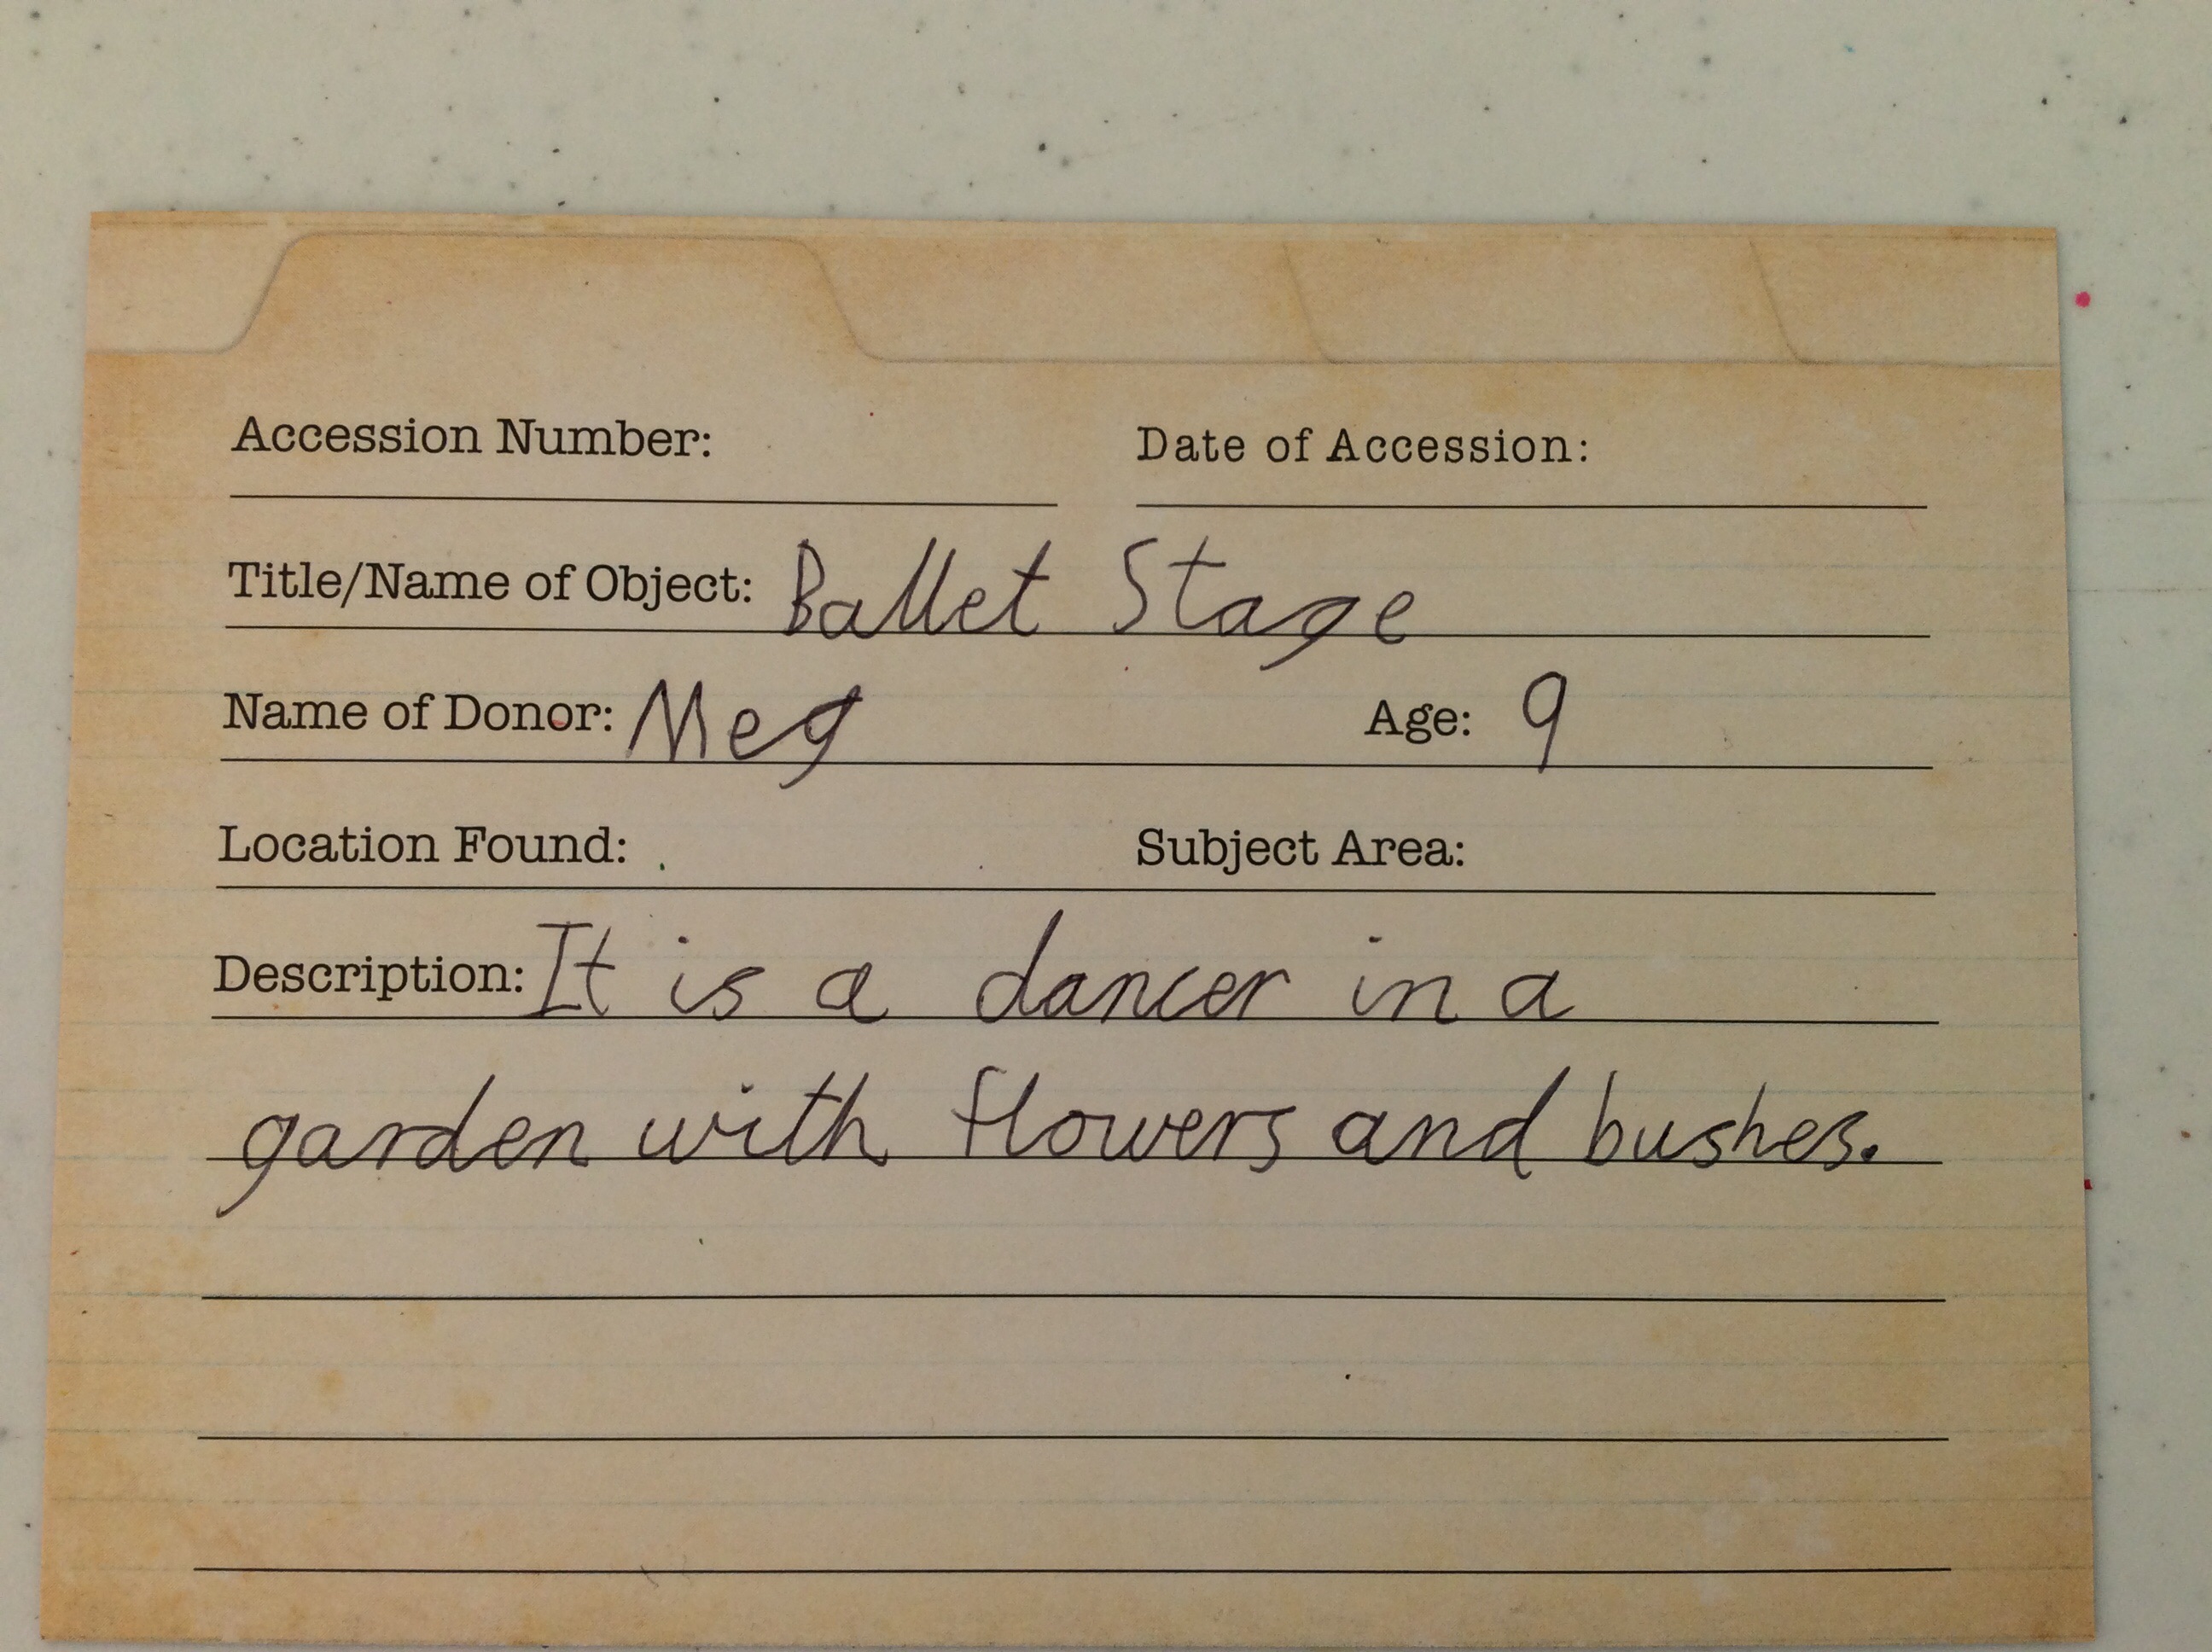 Accession Number: Date of Accession:
Title/Name of Object: Ballet Stage
Name of Donor: Meg Age: 9
Location Found: Subject Area:
Description: It is a dancer in a
garden with flowers and bushes.